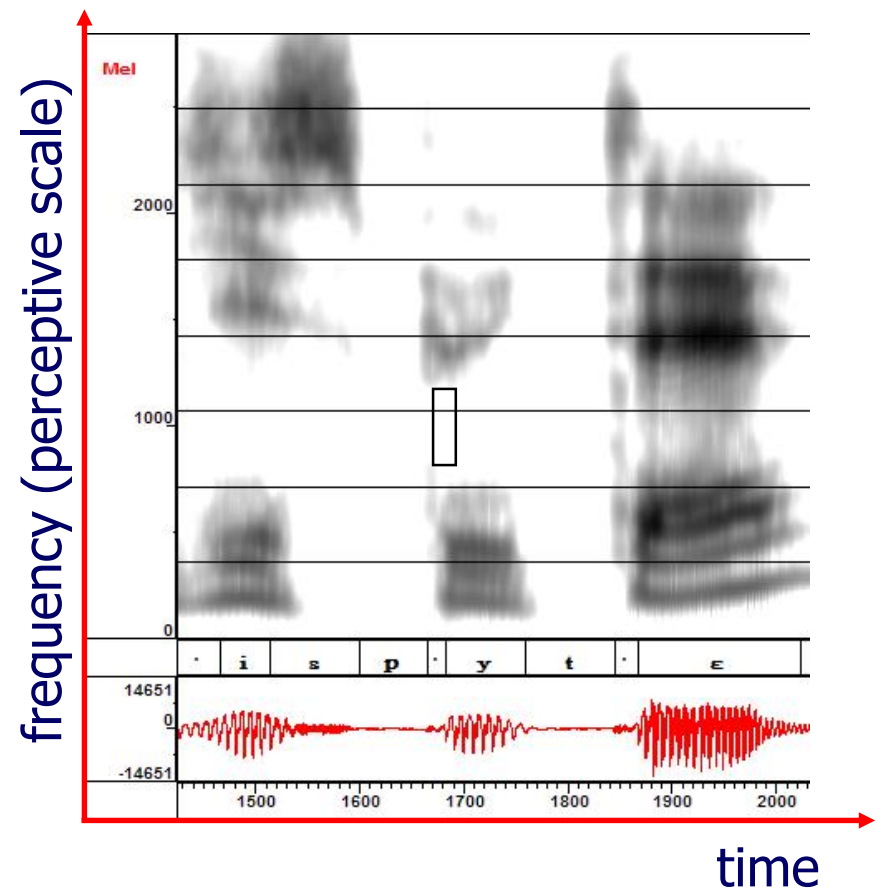 frequency (perceptive scale)
Mel
2000
1000
0
· i s p · y t · ε
14651
0
-14651
1500 1600 1700 1800 1900 2000
time